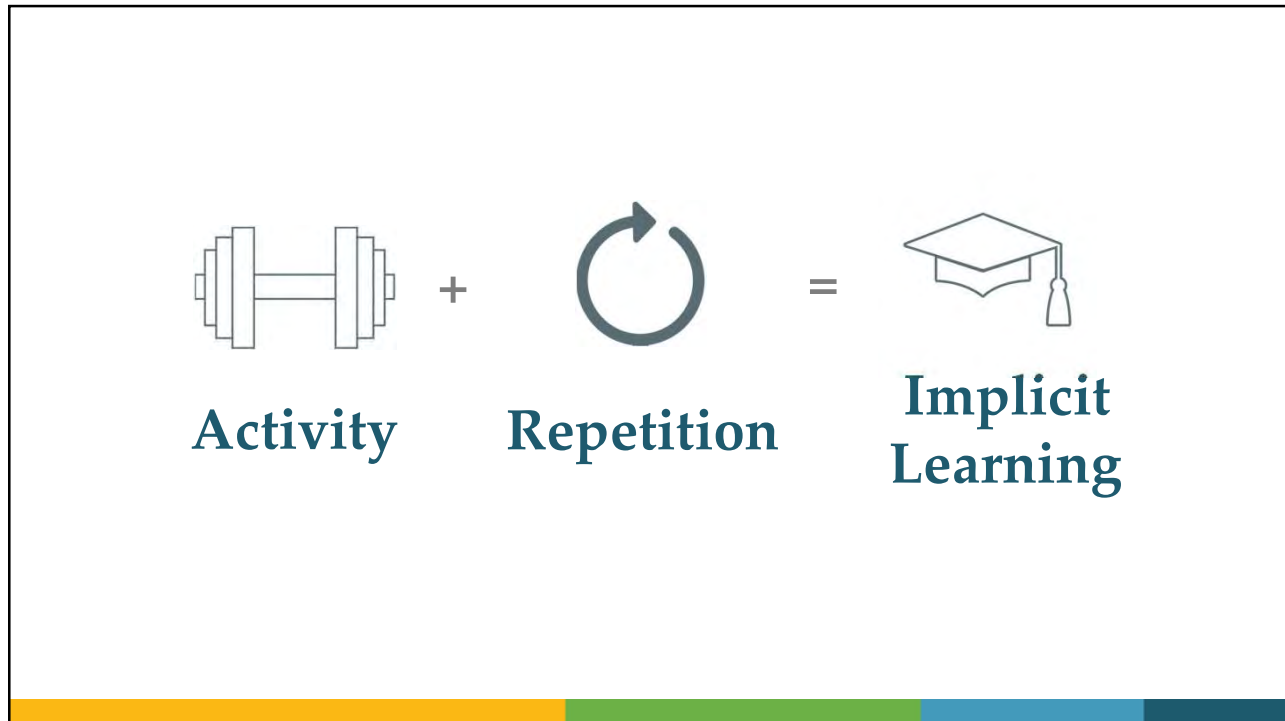 +
=
Activity
Repetition
Implicit
Learning